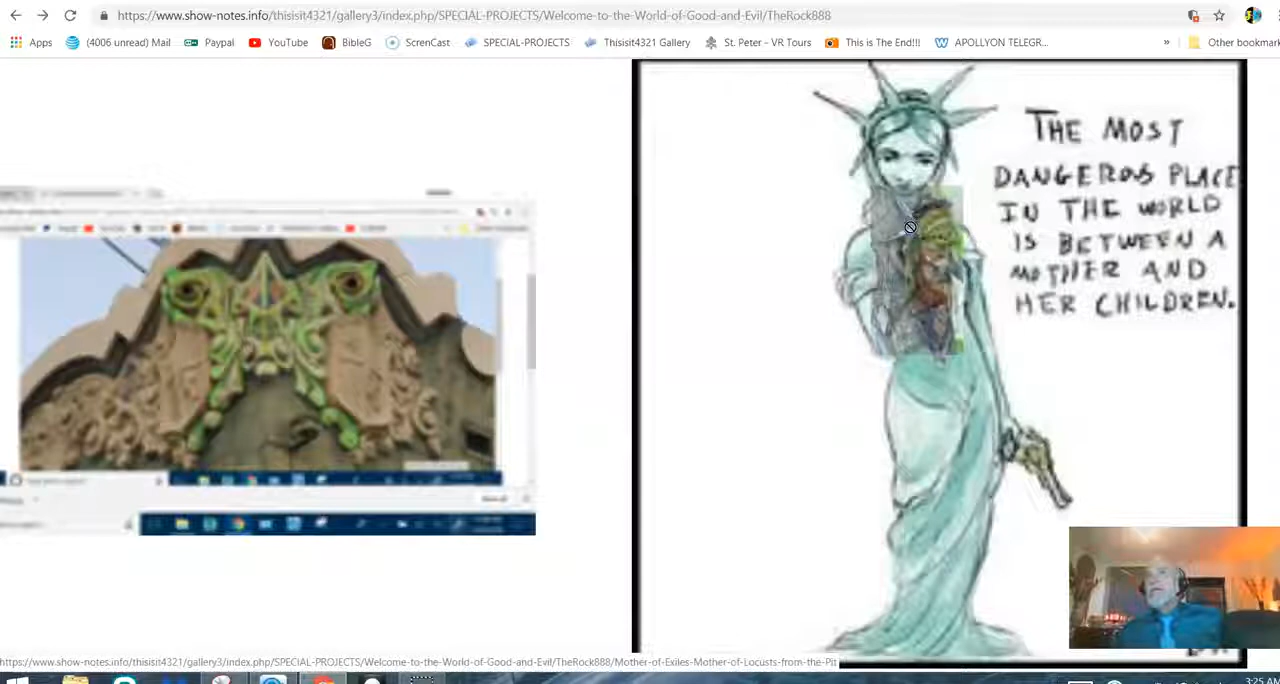 https://www.show-notes.info/thisisit4321/gallery3/index.php/SPECIAL-PROJECTS/Welcome-to-the-World-of-Good-and-Evil/TheRock888
Apps (4006 unread) Mail Paypal YouTube BibleG ScrenCast SPECIAL-PROJECTS Thisisit4321 Gallery St. Peter - VR Tours This is The End!!! APOLLYON TELEGR... » Other bookmark
THE MOST
DANGEROS PLACE
IN THE WORLD
IS BETWEEN A
MOTHER AND
HER CHILDREN.
https://www.show-notes.info/thisisit4321/gallery3/index.php/SPECIAL-PROJECTS/Welcome-to-the-World-of-Good-and-Evil/TheRock888/Mother-of-Exiles-Mother-of-Locusts-from-the-Pit
3:25 AM